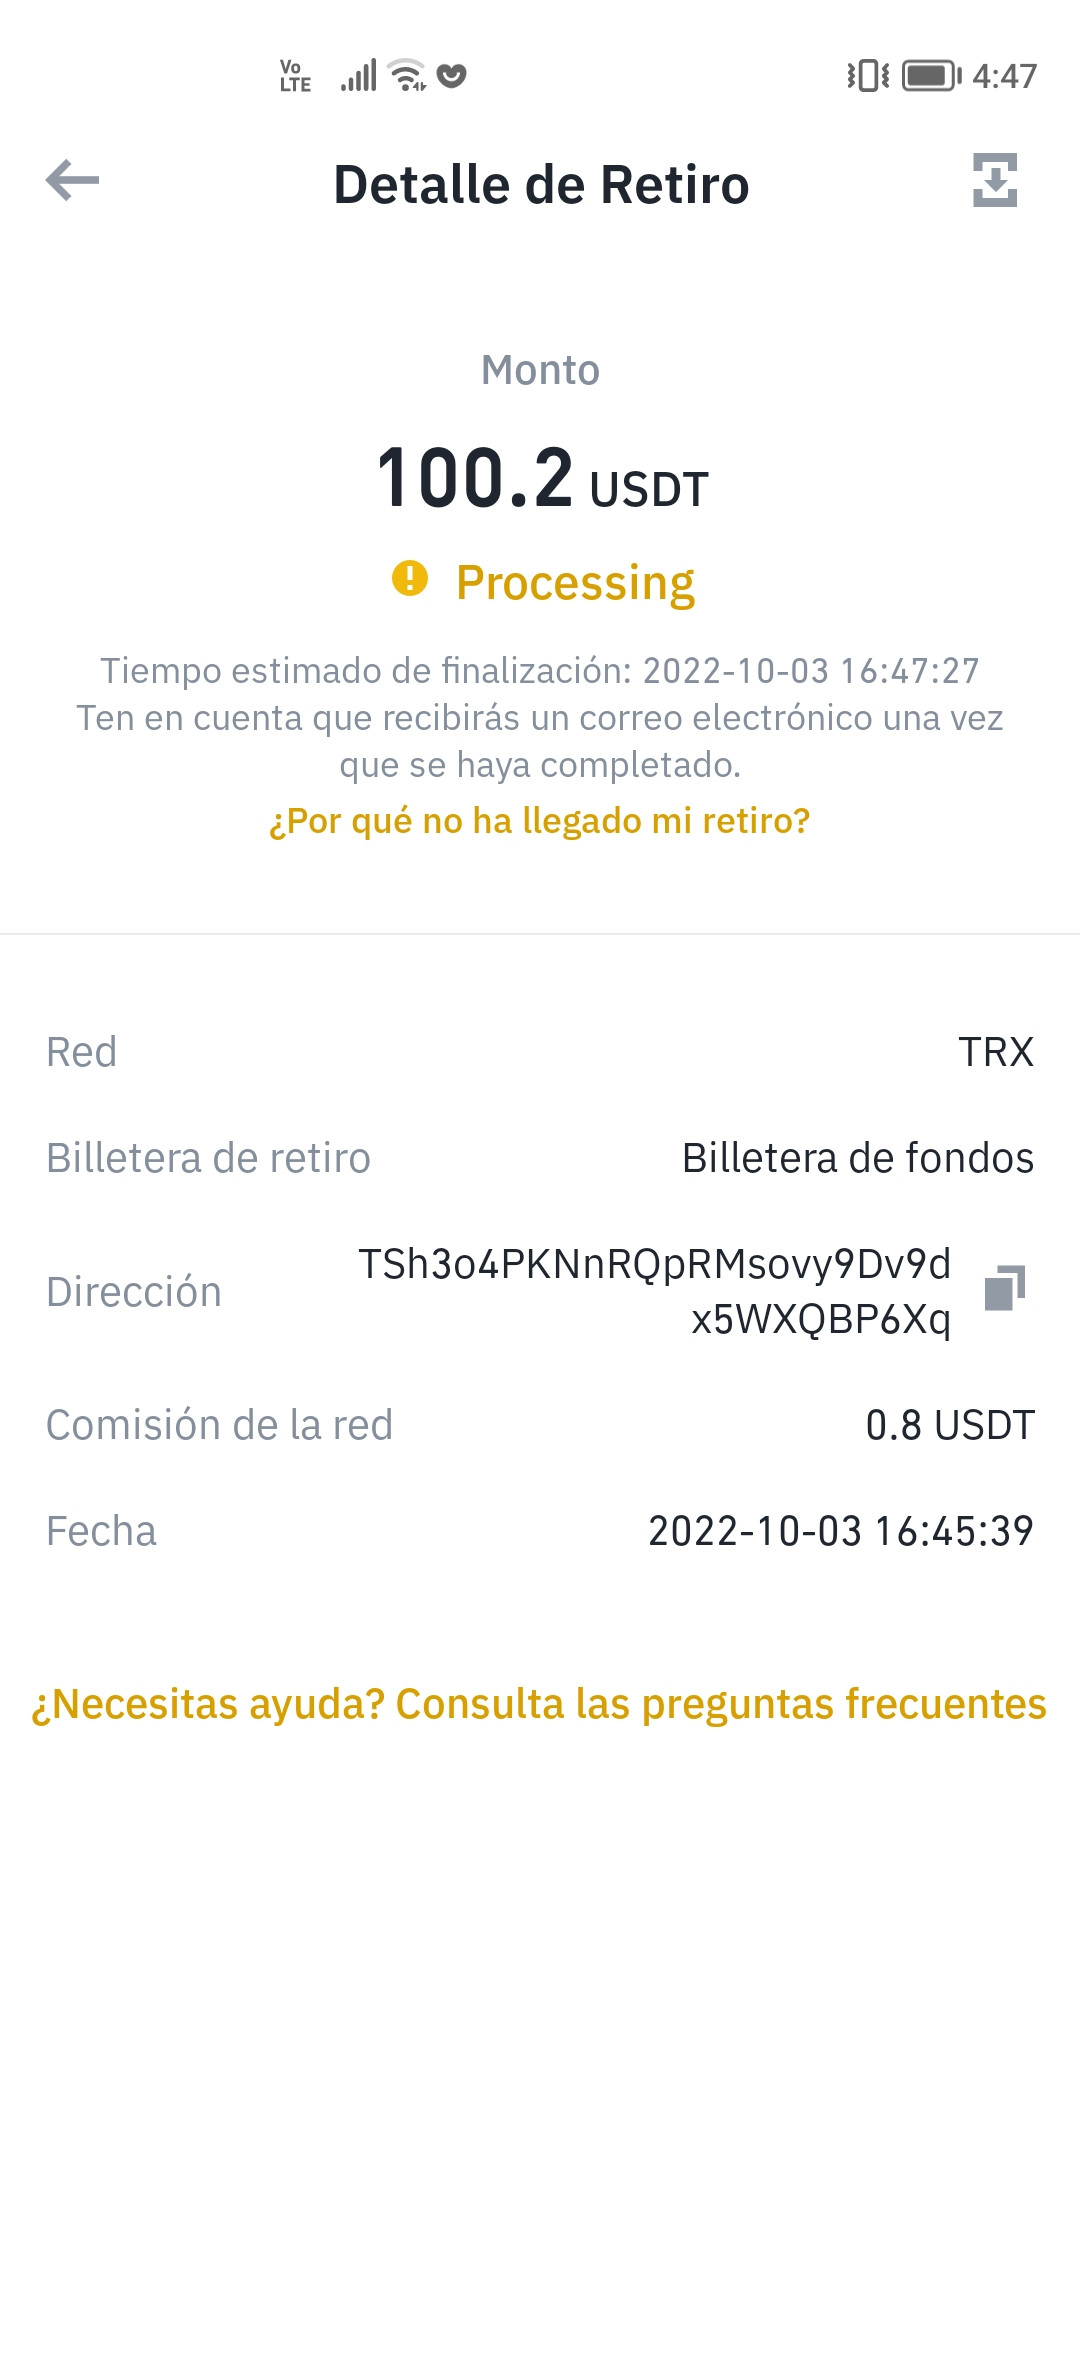 Vo
LTE
4:47
Detalle de Retiro
Monto
100.2 USDT
Processing
Tiempo estimado de finalización: 2022-10-03 16:47:27
Ten en cuenta que recibirás un correo electrónico una vez
que se haya completado.
¿Por qué no ha llegado mi retiro?
Red TRX
Billetera de retiro Billetera de fondos
Dirección TSh3o4PKNnRQpRMsovy9Dv9d
x5WXQBP6Xq
Comisión de la red 0.8 USDT
Fecha 2022-10-03 16:45:39
¿Necesitas ayuda? Consulta las preguntas frecuentes